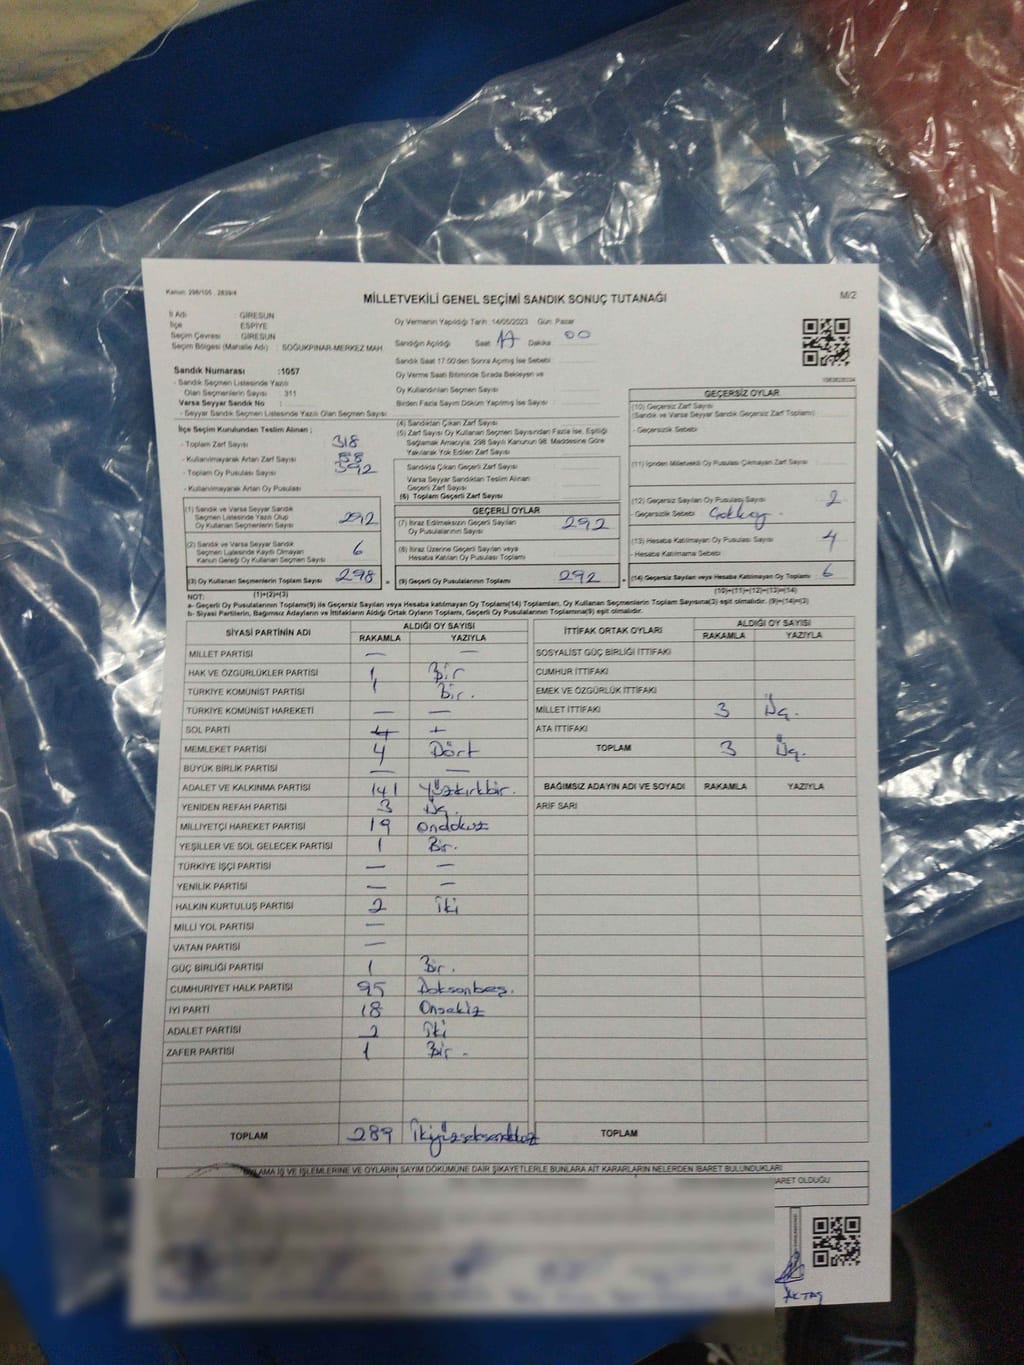 Kanun: 298/105 . 2839/4
MİLLETVEKİLİ GENEL SEÇİMİ SANDIK SONUÇ TUTANAĞI
M/2
İl Adı GİRESUN
İlçe ESPİYE
Seçim Çevresi : GİRESUN
Seçim Bölgesi (Mahalle Adı) : SOĞUKPINAR-MERKEZ MAH
Sandık Numarası :1057
- Sandık Seçmen Listesinde Yazılı
Olan Seçmenlerin Sayısı : 311
Varsa Seyyar Sandık No :
- Seyyar Sandık Seçmen Listesinde Yazılı Olan Seçmen Sayısı
Oy Vermenin Yapıldığı Tarih: 14/05/2023 Gün: Pazar
Sandığın Açıldığı Saat 17 Dakika 00
Sandık Saat 17:00'den Sonra Açılmış İse Sebebi
Oy Verme Saati Bitiminde Sırada Bekleyen ve
Oy Kullandırılan Seçmen Sayısı
Birden Fazla Sayım Döküm Yapılmış İse Sayısı
İlçe Seçim Kurulundan Teslim Alınan ;
- Toplam Zarf Sayısı 318
- Kullanılmayarak Artan Zarf Sayısı
- Toplam Oy Pusulası Sayısı 392
- Kullanılmayarak Artan Oy Pusulası
(1) Sandık ve Varsa Seyyar Sandık
Seçmen Listesinde Yazılı Olup
Oy Kullanan Seçmenlerin Sayısı 292
(2) Sandık ve Varsa Seyyar Sandık
Seçmen Listesinde Kayıtlı Olmayan
Kanun Gereği Oy Kullanan Seçmen Sayısı 6
(3) Oy Kullanan Seçmenlerin Toplam Sayısı 298
(1)+(2)=(3)
(4) Sandıktan Çıkan Zarf Sayısı
(5) Zarf Sayısı Oy Kullanan Seçmen Sayısından Fazla İse, Eşitliği
Sağlamak Amacıyla; 298 Sayılı Kanunun 98. Maddesine Göre
Yakılarak Yok Edilen Zarf Sayısı
Sandıkta Çıkan Geçerli Zarf Sayısı
Varsa Seyyar Sandıktan Teslim Alınan
Geçerli Zarf Sayısı
(6) Toplam Geçerli Zarf Sayısı
GEÇERLİ OYLAR
(7) İtiraz Edilmeksizin Geçerli Sayılan
Oy Pusulalarının Sayısı 292
(8) İtiraz Üzerine Geçerli Sayılan veya
Hesaba Katılan Oy Pusulası Toplamı
(9) Geçerli Oy Pusulalarının Toplamı 292
GEÇERSİZ OYLAR
(10) Geçersiz Zarf Sayısı
(Sandık ve Varsa Seyyar Sandık Geçersiz Zarf Toplamı)
- Geçersizlik Sebebi
(11) İçinden Milletvekili Oy Pusulası Çıkmayan Zarf Sayısı
(12) Geçersiz Sayılan Oy Pusulası Sayısı 2
- Geçersizlik Sebebi
(13) Hesaba Katılmayan Oy Pusulası Sayısı 4
- Hesaba Katılmama Sebebi
(14) Geçersiz Sayılan veya Hesaba Katılmayan Oy Toplamı 6
(10)+(11)+(12)+(13)=(14)
NOT:
a- Geçerli Oy Pusulalarının Toplamı(9) ile Geçersiz Sayılan veya Hesaba katılmayan Oy Toplamı(14) Toplamları, Oy Kullanan Seçmenlerin Toplam Sayısına(3) eşit olmalıdır. (9)+(14)=(3)
b- Siyasi Partilerin, Bağımsız Adayların ve İttifakların Aldığı Ortak Oyların Toplamı, Geçerli Oy Pusulalarının Toplamına(9) eşit olmalıdır.
SİYASİ PARTİNİN ADI ALDIĞI OY SAYISI
RAKAMLA YAZIYLA
MİLLET PARTİSİ — —
HAK VE ÖZGÜRLÜKLER PARTİSİ 1 Bir
TÜRKİYE KOMÜNİST PARTİSİ 1 Bir.
TÜRKİYE KOMÜNİST HAREKETİ — —
SOL PARTİ
MEMLEKET PARTİSİ 4 Dört
BÜYÜK BİRLİK PARTİSİ — —
ADALET VE KALKINMA PARTİSİ 141 Yüzkırkbir.
YENİDEN REFAH PARTİSİ 3 Üç.
MİLLİYETÇİ HAREKET PARTİSİ 19 Ondokuz
YEŞİLLER VE SOL GELECEK PARTİSİ 1 Bir.
TÜRKİYE İŞÇİ PARTİSİ — —
YENİLİK PARTİSİ — —
HALKIN KURTULUŞ PARTİSİ 2 İki
MİLLİ YOL PARTİSİ —
VATAN PARTİSİ —
GÜÇ BİRLİĞİ PARTİSİ 1 Bir.
CUMHURİYET HALK PARTİSİ 95 Doksanbeş.
İYİ PARTİ 18 Onsekiz
ADALET PARTİSİ 2 İki
ZAFER PARTİSİ 1 Bir.
TOPLAM 289 İkiyüzseksendokuz
İTTİFAK ORTAK OYLARI ALDIĞI OY SAYISI
RAKAMLA YAZIYLA
SOSYALİST GÜÇ BİRLİĞİ İTTİFAKI
CUMHUR İTTİFAKI
EMEK VE ÖZGÜRLÜK İTTİFAKI
MİLLET İTTİFAKI 3 Üç.
ATA İTTİFAKI
TOPLAM 3 Üç.
BAĞIMSIZ ADAYIN ADI VE SOYADI RAKAMLA YAZIYLA
ARİF SARI
TOPLAM
OYLAMA İŞ VE İŞLEMLERİNE VE OYLARIN SAYIM DÖKÜMÜNE DAİR ŞİKAYETLERLE BUNLARA AİT KARARLARIN NELERDEN İBARET BULUNDUKLARI
BARET OLDUĞU
AKTAŞ